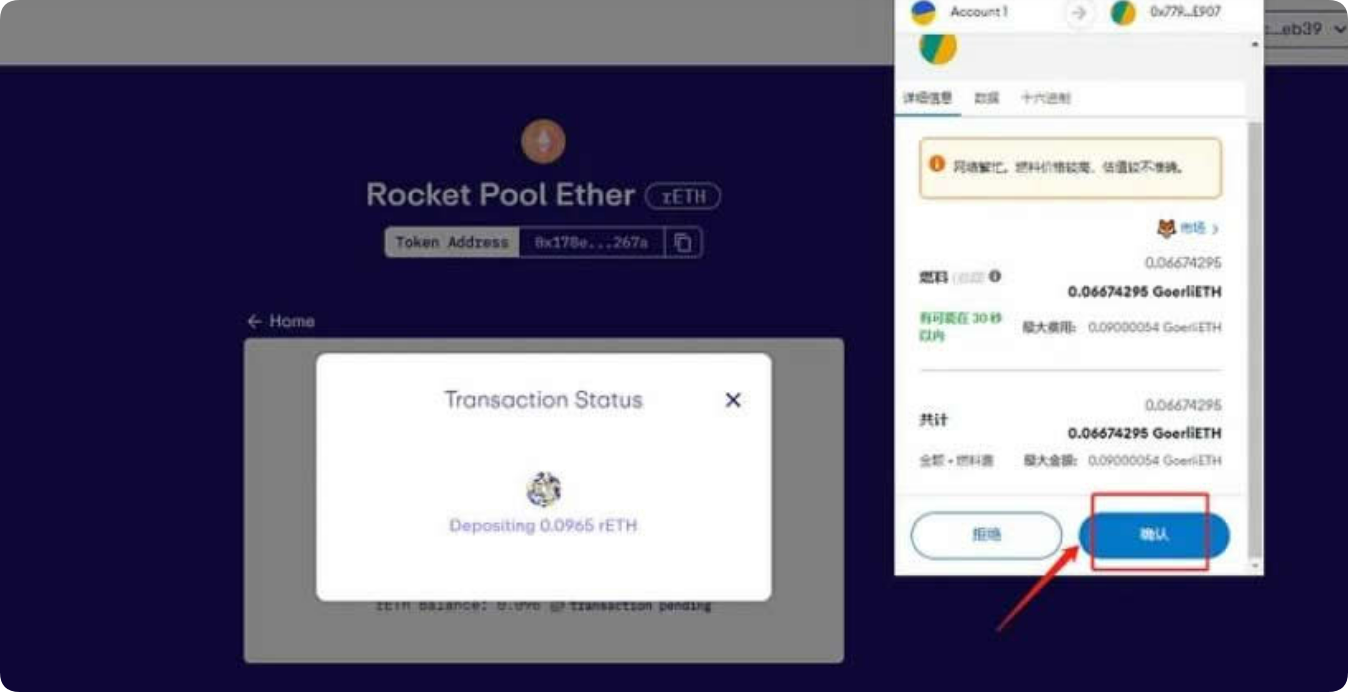 Account 1
0x779...E907
...eb39
详细信息 数据 十六进制
网络繁忙。燃料价格较高，估值较不准确。
市场
Rocket Pool Ether rETH
Token Address 0x178e...267a
0.06674295
燃料
0.06674295 GoerliETH
有可能在 30 秒以内
最大费用: 0.09000054 GoerliETH
← Home
Transaction Status
Depositing 0.0965 rETH
rETH Balance: 0.096 transaction pending
0.06674295
共计
0.06674295 GoerliETH
金额 + 燃料费 最大金额: 0.09000054 GoerliETH
拒绝 确认